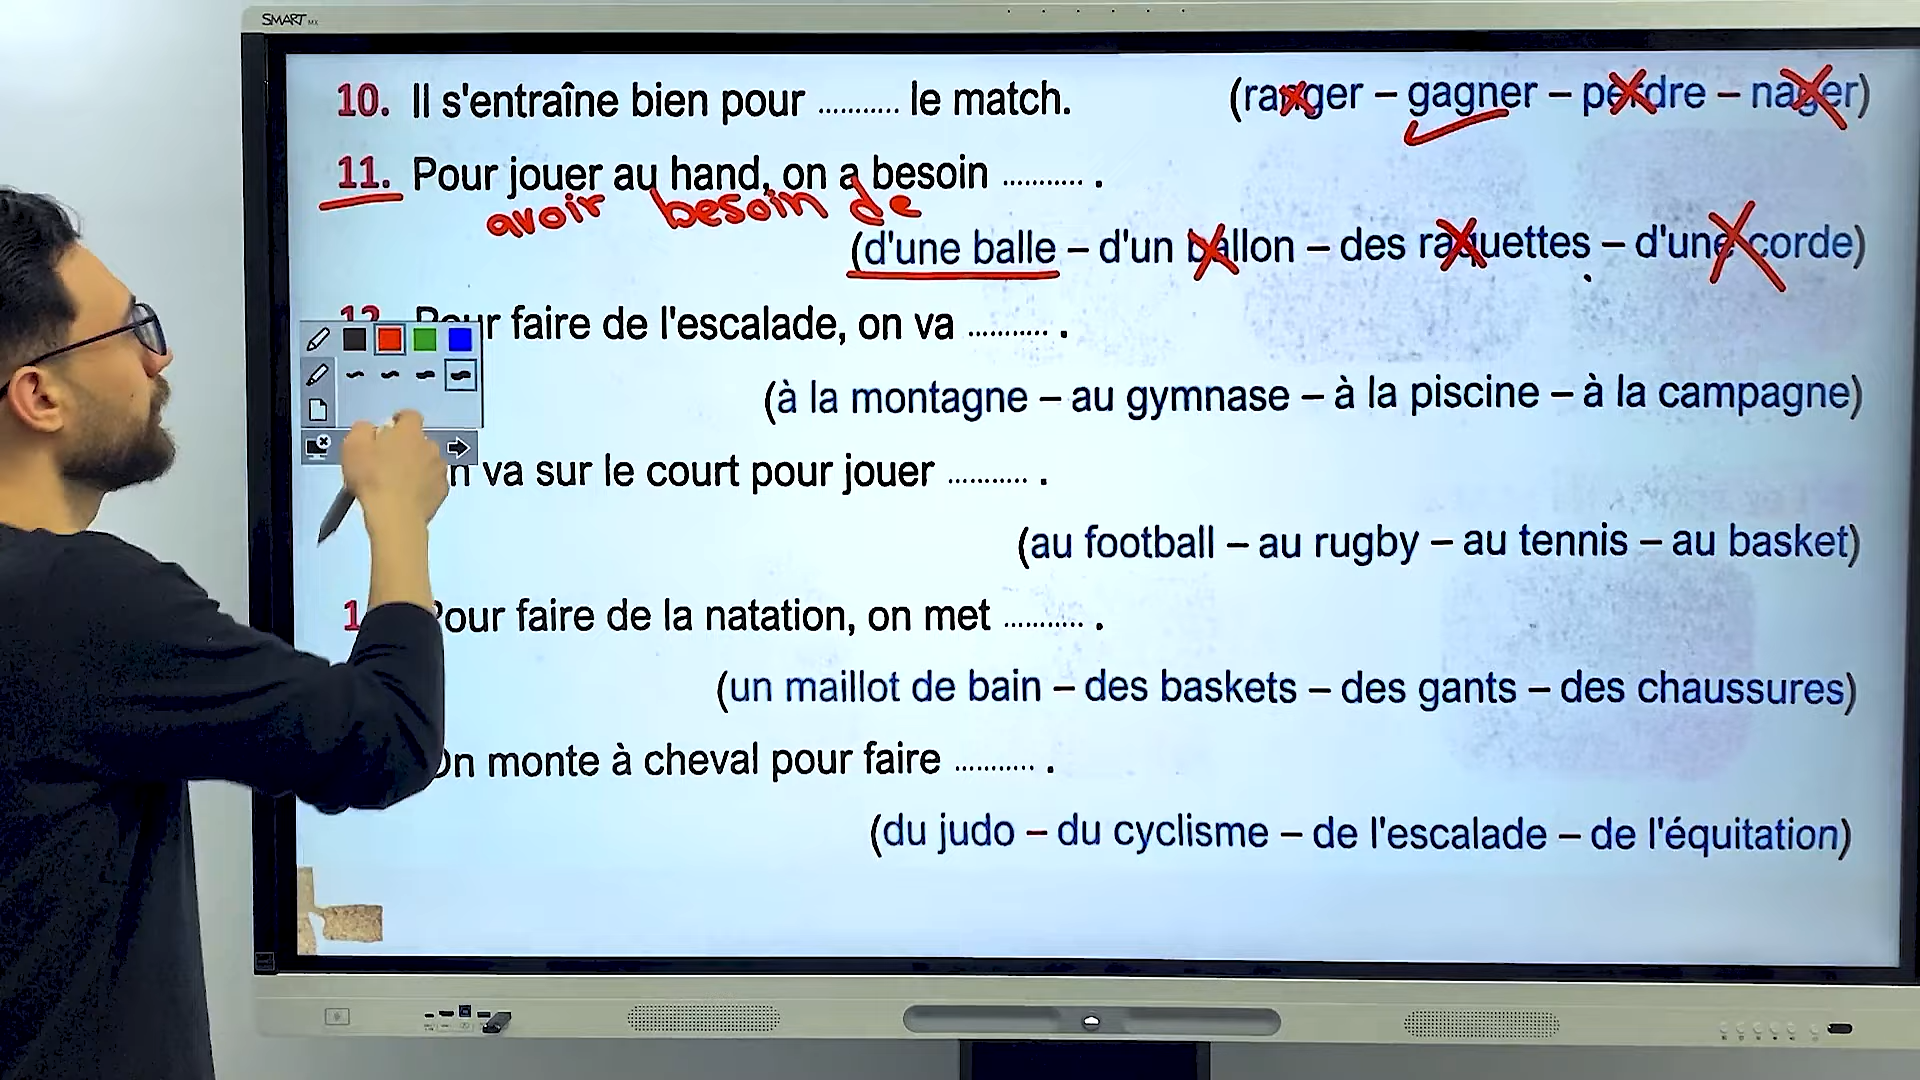 SMART MX
10. Il s'entraîne bien pour ........... le match. (ranger – gagner – perdre – nager)
11. Pour jouer au hand, on a besoin ........... .
avoir besoin de
(d'une balle – d'un ballon – des raquettes – d'une corde)
12. Pour faire de l'escalade, on va ........... .
(à la montagne – au gymnase – à la piscine – à la campagne)
n va sur le court pour jouer ........... .
(au football – au rugby – au tennis – au basket)
1 Pour faire de la natation, on met ........... .
(un maillot de bain – des baskets – des gants – des chaussures)
On monte à cheval pour faire ........... .
(du judo – du cyclisme – de l'escalade – de l'équitation)